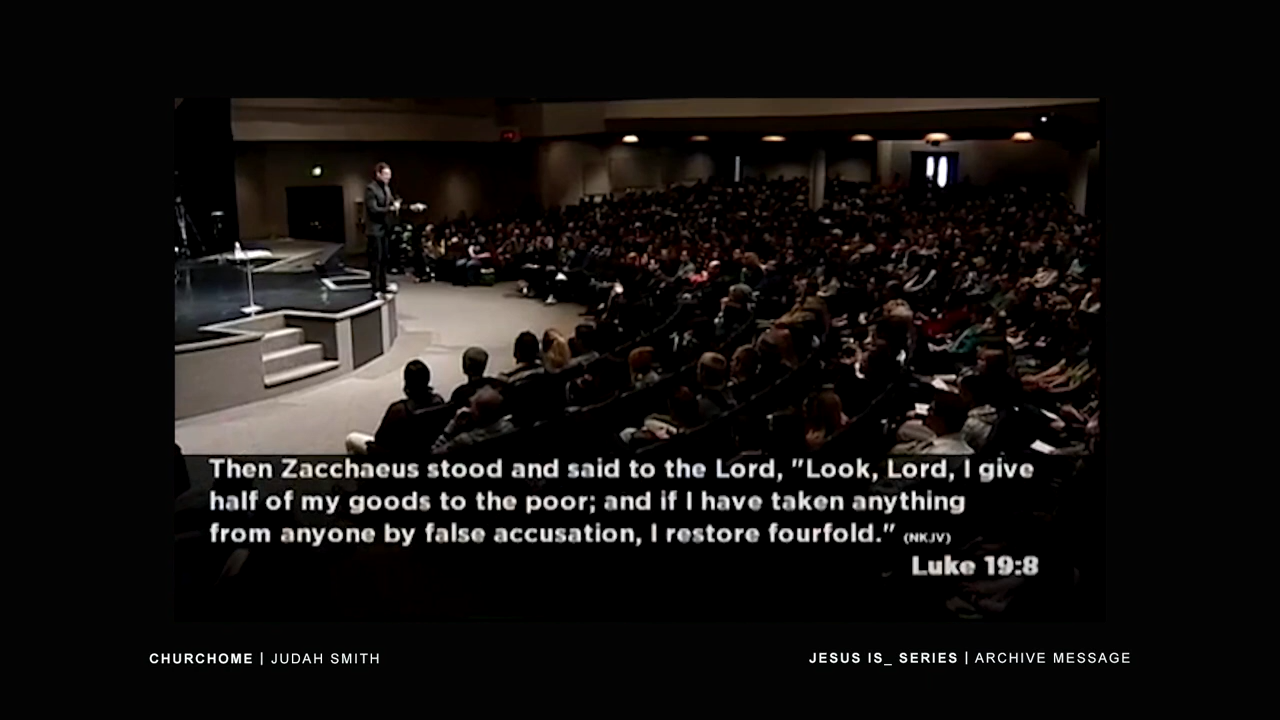 Then Zacchaeus stood and said to the Lord, "Look, Lord, I give
half of my goods to the poor; and if I have taken anything
from anyone by false accusation, I restore fourfold." (NKJV)
Luke 19:8
CHURCHOME | JUDAH SMITH
JESUS IS_ SERIES | ARCHIVE MESSAGE